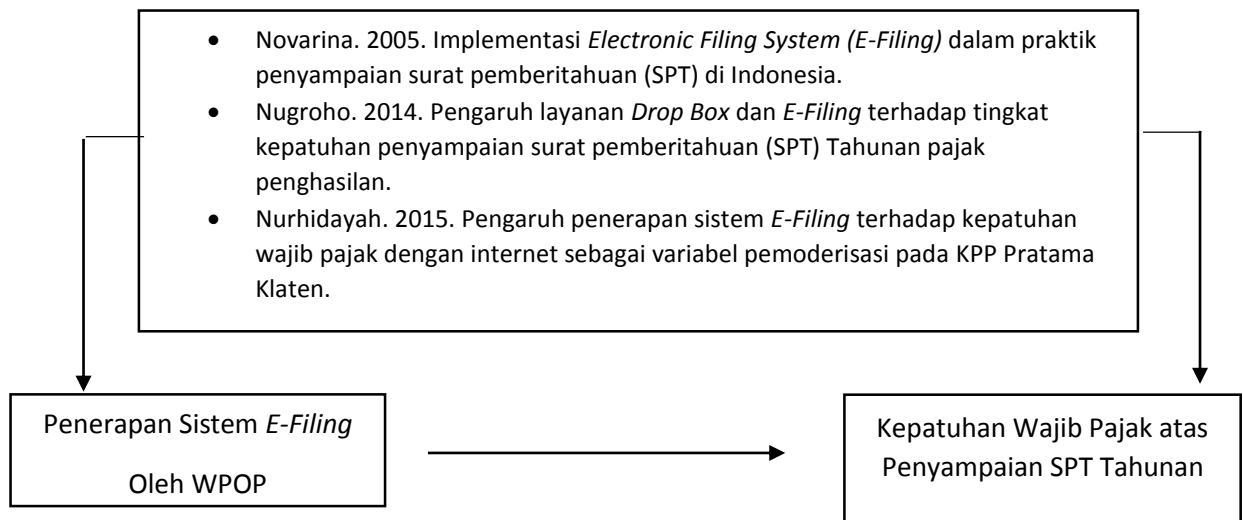 • Novarina. 2005. Implementasi Electronic Filing System (E-Filing) dalam praktik
penyampaian surat pemberitahuan (SPT) di Indonesia.
• Nugroho. 2014. Pengaruh layanan Drop Box dan E-Filing terhadap tingkat
kepatuhan penyampaian surat pemberitahuan (SPT) Tahunan pajak
penghasilan.
• Nurhidayah. 2015. Pengaruh penerapan sistem E-Filing terhadap kepatuhan
wajib pajak dengan internet sebagai variabel pemoderisasi pada KPP Pratama
Klaten.
Penerapan Sistem E-Filing
Oleh WPOP
Kepatuhan Wajib Pajak atas
Penyampaian SPT Tahunan